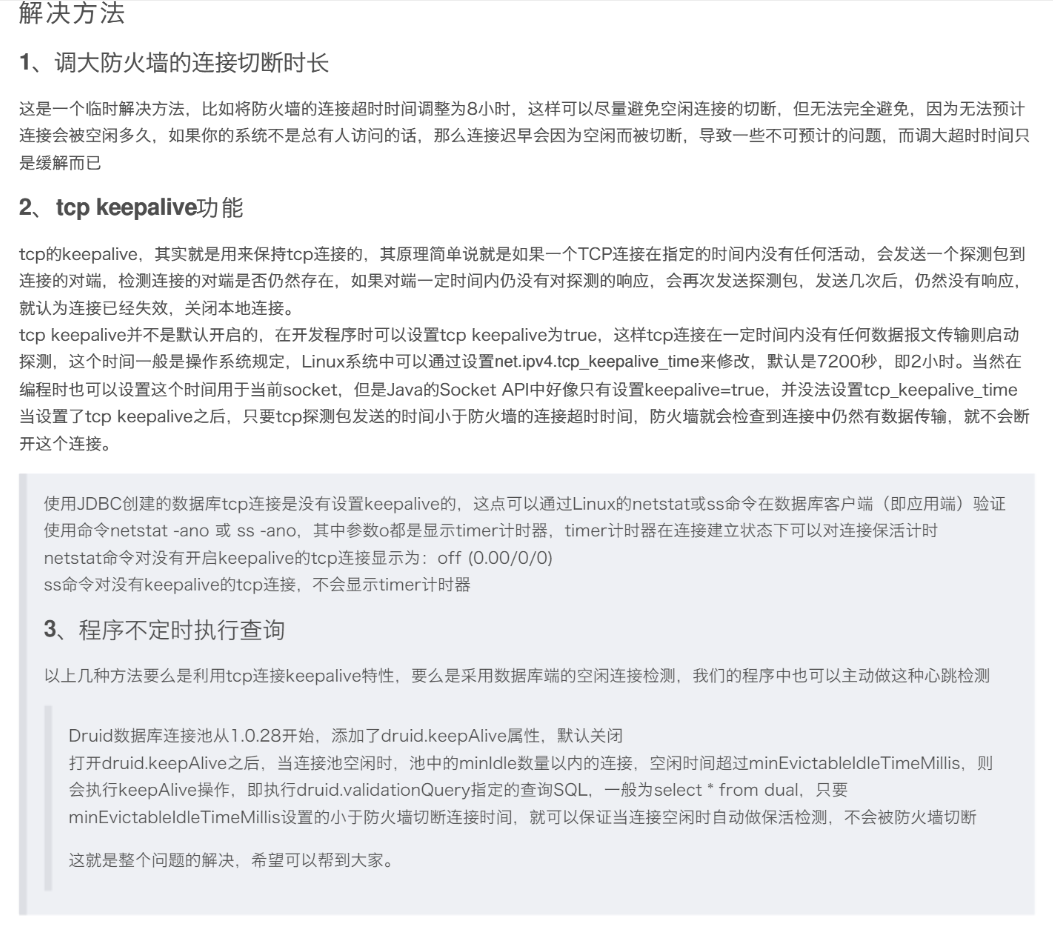 解决方法
1、调大防火墙的连接切断时长
这是一个临时解决方法，比如将防火墙的连接超时时间调整为8小时，这样可以尽量避免空闲连接的切断，但无法完全避免，因为无法预计
连接会被空闲多久，如果你的系统不是总有人访问的话，那么连接迟早会因为空闲而被切断，导致一些不可预计的问题，而调大超时时间只
是缓解而已
2、tcp keepalive功能
tcp的keepalive，其实就是用来保持tcp连接的，其原理简单说就是如果一个TCP连接在指定的时间内没有任何活动，会发送一个探测包到
连接的对端，检测连接的对端是否仍然存在，如果对端一定时间内仍没有对探测的响应，会再次发送探测包，发送几次后，仍然没有响应，
就认为连接已经失效，关闭本地连接。
tcp keepalive并不是默认开启的，在开发程序时可以设置tcp keepalive为true，这样tcp连接在一定时间内没有任何数据报文传输则启动
探测，这个时间一般是操作系统规定，Linux系统中可以通过设置net.ipv4.tcp_keepalive_time来修改，默认是7200秒，即2小时。当然在
编程时也可以设置这个时间用于当前socket，但是Java的Socket API中好像只有设置keepalive=true，并没法设置tcp_keepalive_time
当设置了tcp keepalive之后，只要tcp探测包发送的时间小于防火墙的连接超时时间，防火墙就会检查到连接中仍然有数据传输，就不会断
开这个连接。
使用JDBC创建的数据库tcp连接是没有设置keepalive的，这点可以通过Linux的netstat或ss命令在数据库客户端（即应用端）验证
使用命令netstat -ano 或 ss -ano，其中参数o都是显示timer计时器，timer计时器在连接建立状态下可以对连接保活计时
netstat命令对没有开启keepalive的tcp连接显示为：off (0.00/0/0)
ss命令对没有keepalive的tcp连接，不会显示timer计时器
3、程序不定时执行查询
以上几种方法要么是利用tcp连接keepalive特性，要么是采用数据库端的空闲连接检测，我们的程序中也可以主动做这种心跳检测
Druid数据库连接池从1.0.28开始，添加了druid.keepAlive属性，默认关闭
打开druid.keepAlive之后，当连接池空闲时，池中的minIdle数量以内的连接，空闲时间超过minEvictableIdleTimeMillis，则
会执行keepAlive操作，即执行druid.validationQuery指定的查询SQL，一般为select * from dual，只要
minEvictableIdleTimeMillis设置的小于防火墙切断连接时间，就可以保证当连接空闲时自动做保活检测，不会被防火墙切断
这就是整个问题的解决，希望可以帮到大家。